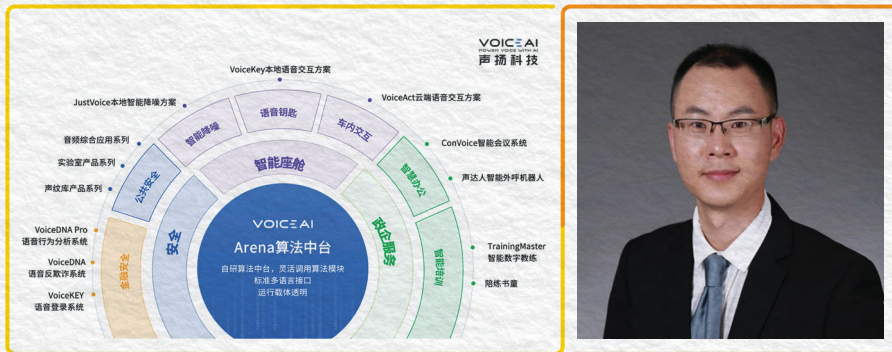 VOICEAI
POWER VOICE WITH AI
声扬科技
VoiceKey本地语音交互方案
JustVoice本地智能降噪方案
VoiceAct云端语音交互方案
音频综合应用系列
ConVoice智能会议系统
实验室产品系列
声达人智能外呼机器人
声纹库产品系列
VoiceDNA Pro
语音行为分析系统
VoiceDNA
语音反欺诈系统
VoiceKEY
语音登录系统
TrainingMaster
智能数字教练
陪练书童
智能降噪
语音钥匙
车内交互
公共安全
智能座舱
智慧办公
金融安全
安全
政企服务
智能培训
VOICEAI
Arena算法中台
自研算法中台，灵活调用算法模块
标准多语言接口
运行载体透明